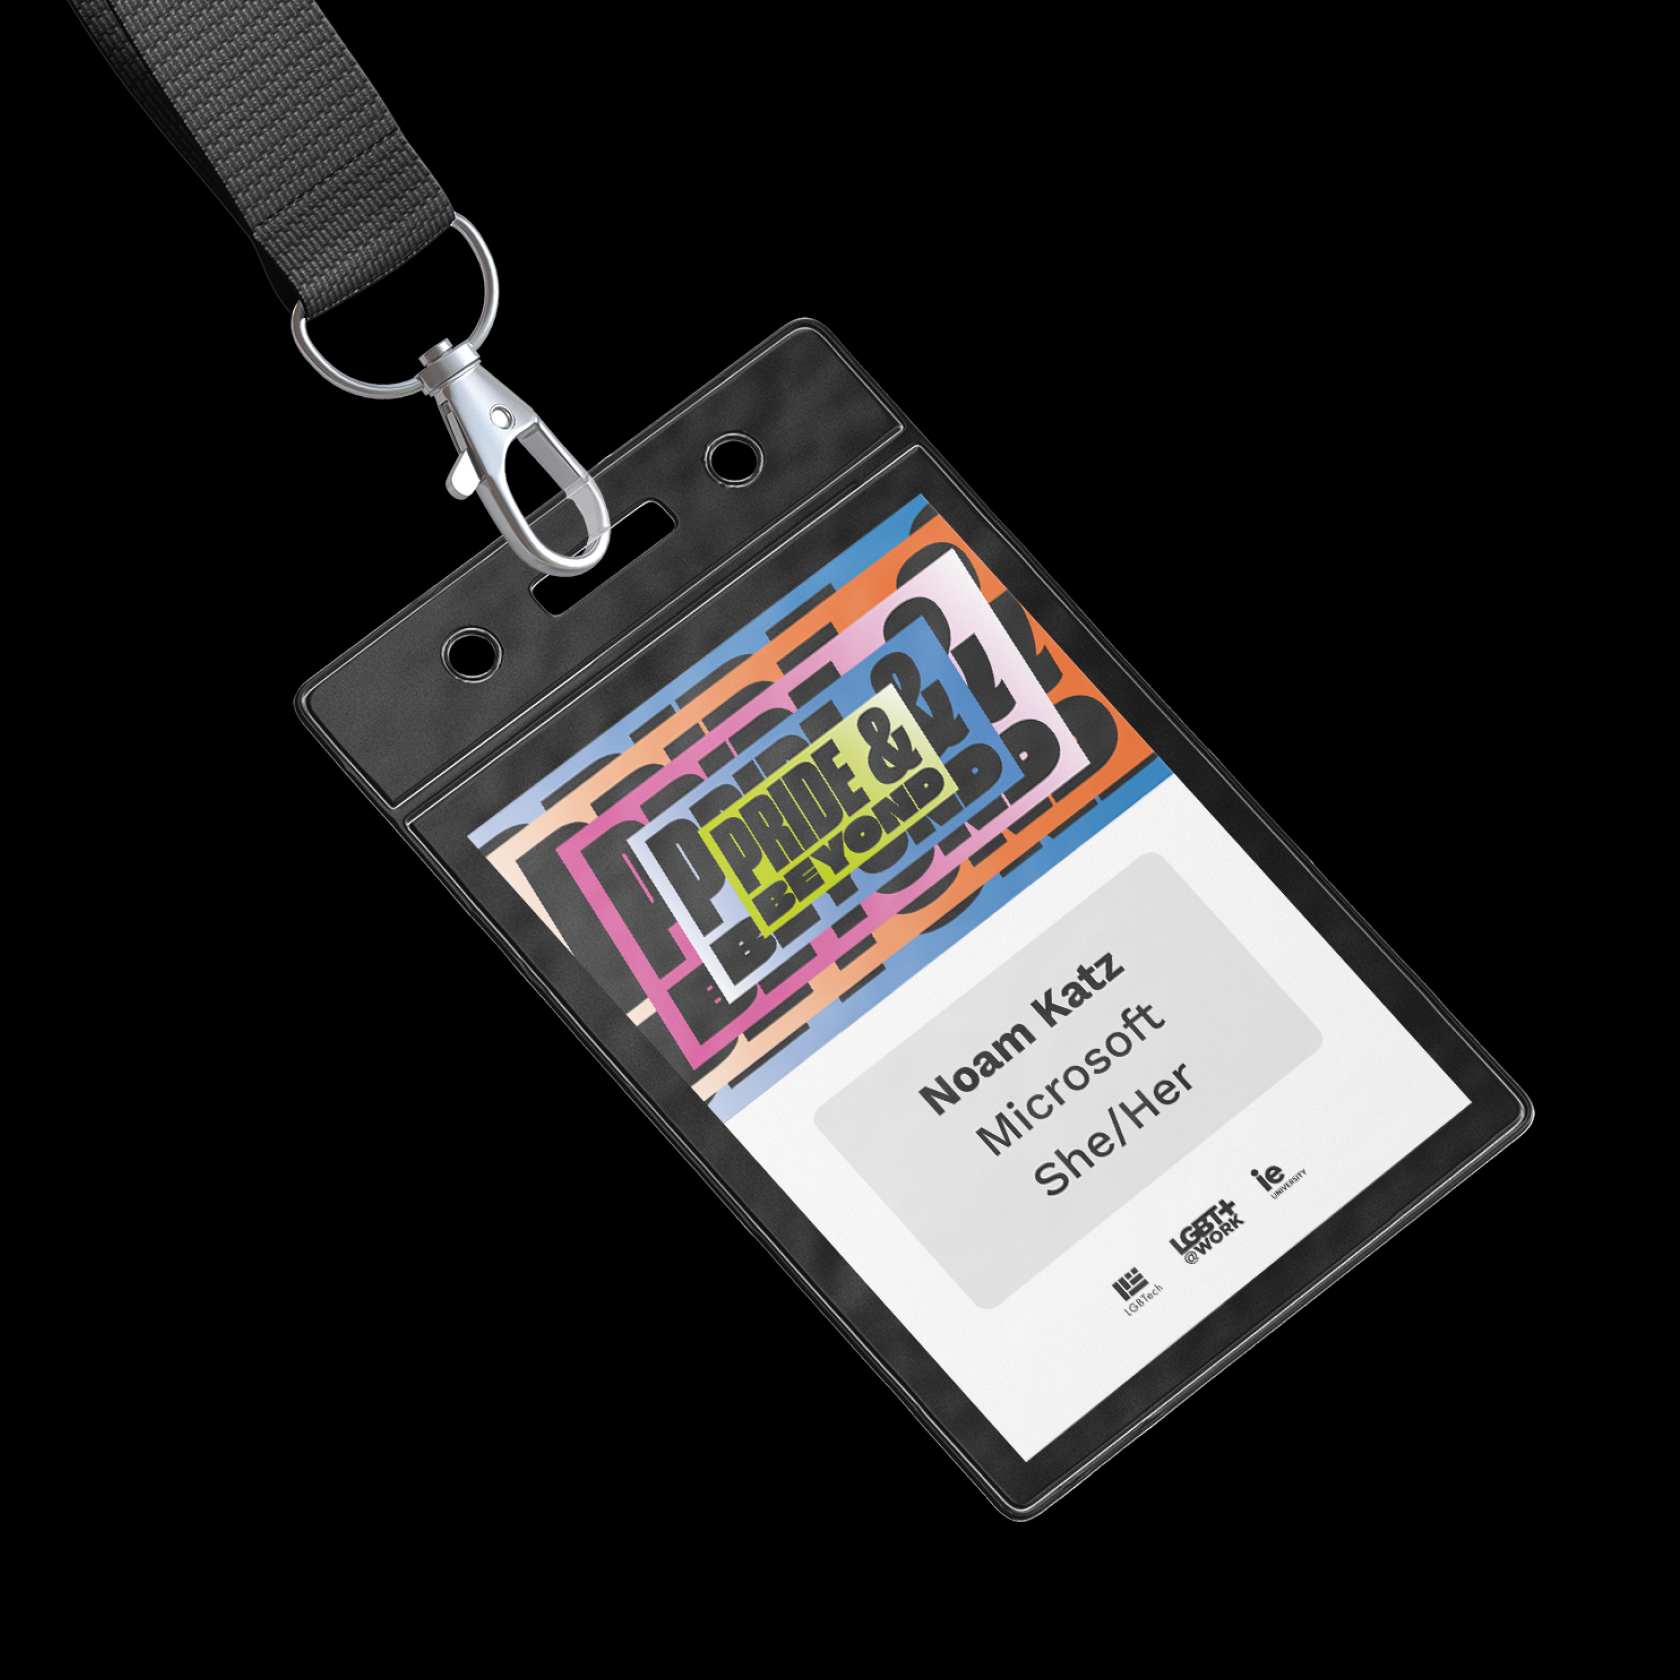 PRIDE &
BEYOND
Noam Katz
Microsoft
She/Her
LGBTech
LGBT+
@WORK
ie
UNIVERSITY